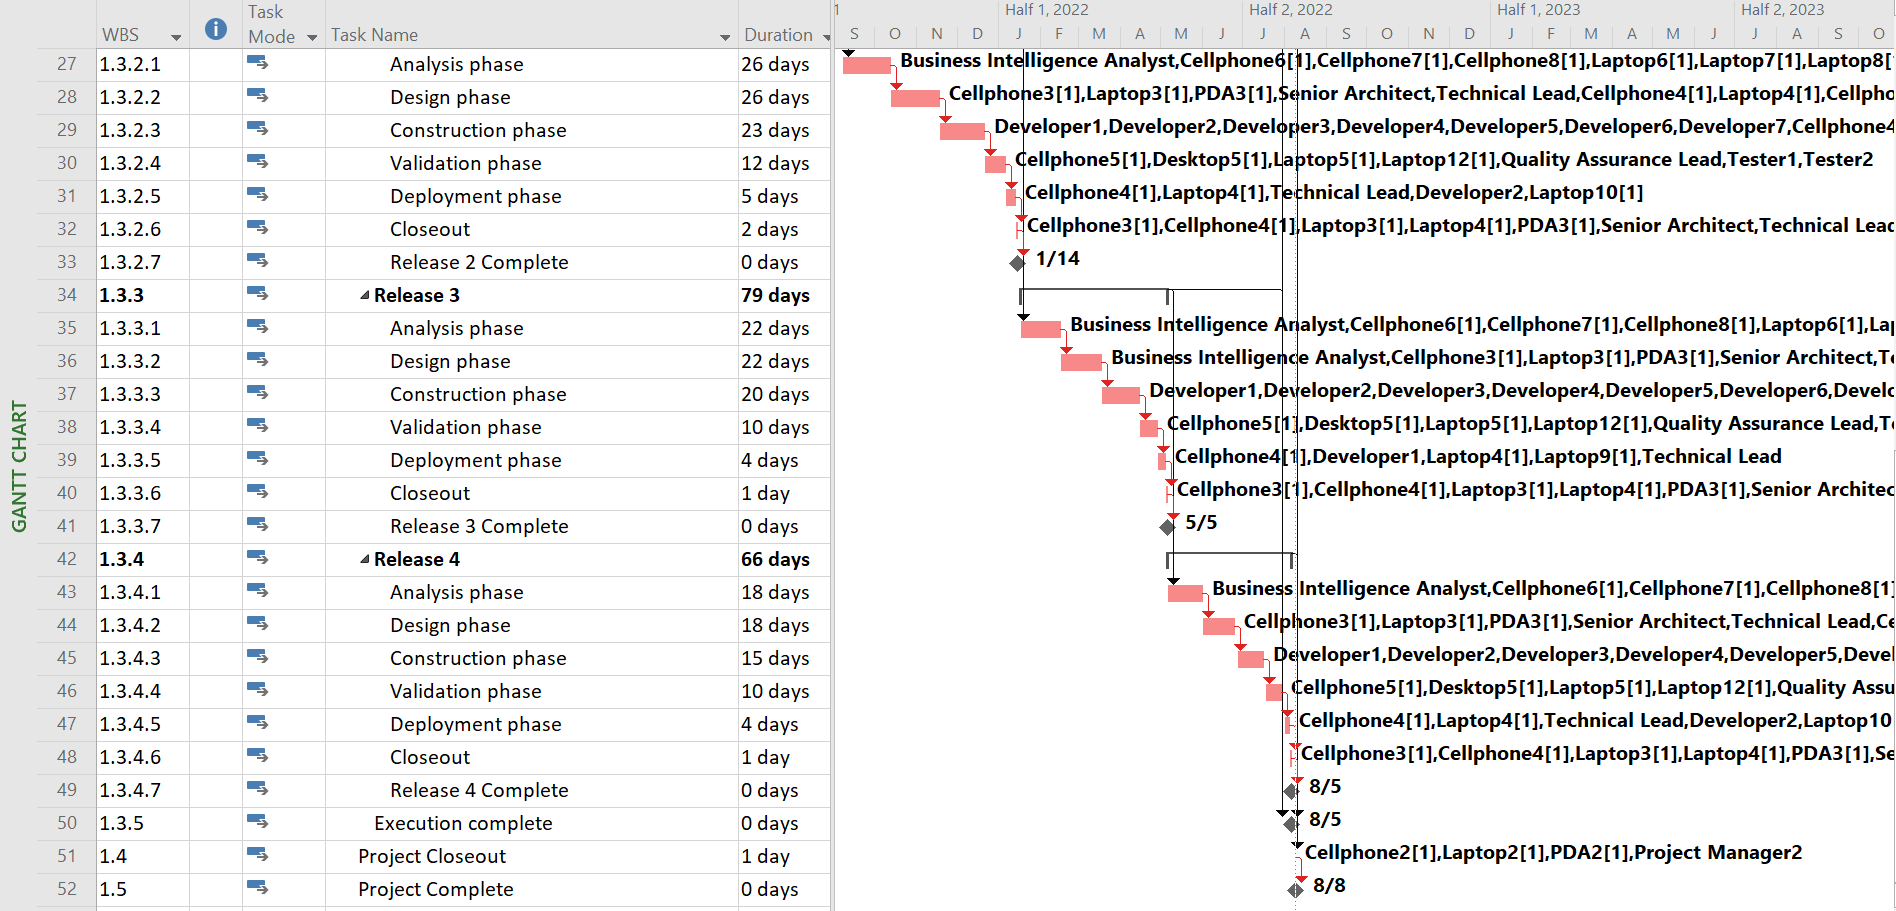 1 Half 1, 2022 Half 2, 2022 Half 1, 2023 Half 2, 2023
WBS Task Mode Task Name Duration S O N D J F M A M J J A S O N D J F M A M J J A S O
27 1.3.2.1 Analysis phase 26 days Business Intelligence Analyst,Cellphone6[1],Cellphone7[1],Cellphone8[1],Laptop6[1],Laptop7[1],Laptop8[
28 1.3.2.2 Design phase 26 days Cellphone3[1],Laptop3[1],PDA3[1],Senior Architect,Technical Lead,Cellphone4[1],Laptop4[1],Cellpho
29 1.3.2.3 Construction phase 23 days Developer1,Developer2,Developer3,Developer4,Developer5,Developer6,Developer7,Cellphone4
30 1.3.2.4 Validation phase 12 days Cellphone5[1],Desktop5[1],Laptop5[1],Laptop12[1],Quality Assurance Lead,Tester1,Tester2
31 1.3.2.5 Deployment phase 5 days Cellphone4[1],Laptop4[1],Technical Lead,Developer2,Laptop10[1]
32 1.3.2.6 Closeout 2 days Cellphone3[1],Cellphone4[1],Laptop3[1],Laptop4[1],PDA3[1],Senior Architect,Technical Lead
33 1.3.2.7 Release 2 Complete 0 days 1/14
34 1.3.3 Release 3 79 days
35 1.3.3.1 Analysis phase 22 days Business Intelligence Analyst,Cellphone6[1],Cellphone7[1],Cellphone8[1],Laptop6[1],La
36 1.3.3.2 Design phase 22 days Business Intelligence Analyst,Cellphone3[1],Laptop3[1],PDA3[1],Senior Architect,Te
37 1.3.3.3 Construction phase 20 days Developer1,Developer2,Developer3,Developer4,Developer5,Developer6,Develo
38 1.3.3.4 Validation phase 10 days Cellphone5[1],Desktop5[1],Laptop5[1],Laptop12[1],Quality Assurance Lead,Te
39 1.3.3.5 Deployment phase 4 days Cellphone4[1],Developer1,Laptop4[1],Laptop9[1],Technical Lead
40 1.3.3.6 Closeout 1 day Cellphone3[1],Cellphone4[1],Laptop3[1],Laptop4[1],PDA3[1],Senior Architec
41 1.3.3.7 Release 3 Complete 0 days 5/5
42 1.3.4 Release 4 66 days
43 1.3.4.1 Analysis phase 18 days Business Intelligence Analyst,Cellphone6[1],Cellphone7[1],Cellphone8[1]
44 1.3.4.2 Design phase 18 days Cellphone3[1],Laptop3[1],PDA3[1],Senior Architect,Technical Lead,Ce
45 1.3.4.3 Construction phase 15 days Developer1,Developer2,Developer3,Developer4,Developer5,Devel
46 1.3.4.4 Validation phase 10 days Cellphone5[1],Desktop5[1],Laptop5[1],Laptop12[1],Quality Assu
47 1.3.4.5 Deployment phase 4 days Cellphone4[1],Laptop4[1],Technical Lead,Developer2,Laptop10
48 1.3.4.6 Closeout 1 day Cellphone3[1],Cellphone4[1],Laptop3[1],Laptop4[1],PDA3[1],Se
49 1.3.4.7 Release 4 Complete 0 days 8/5
50 1.3.5 Execution complete 0 days 8/5
51 1.4 Project Closeout 1 day Cellphone2[1],Laptop2[1],PDA2[1],Project Manager2
52 1.5 Project Complete 0 days 8/8
GANTT CHART